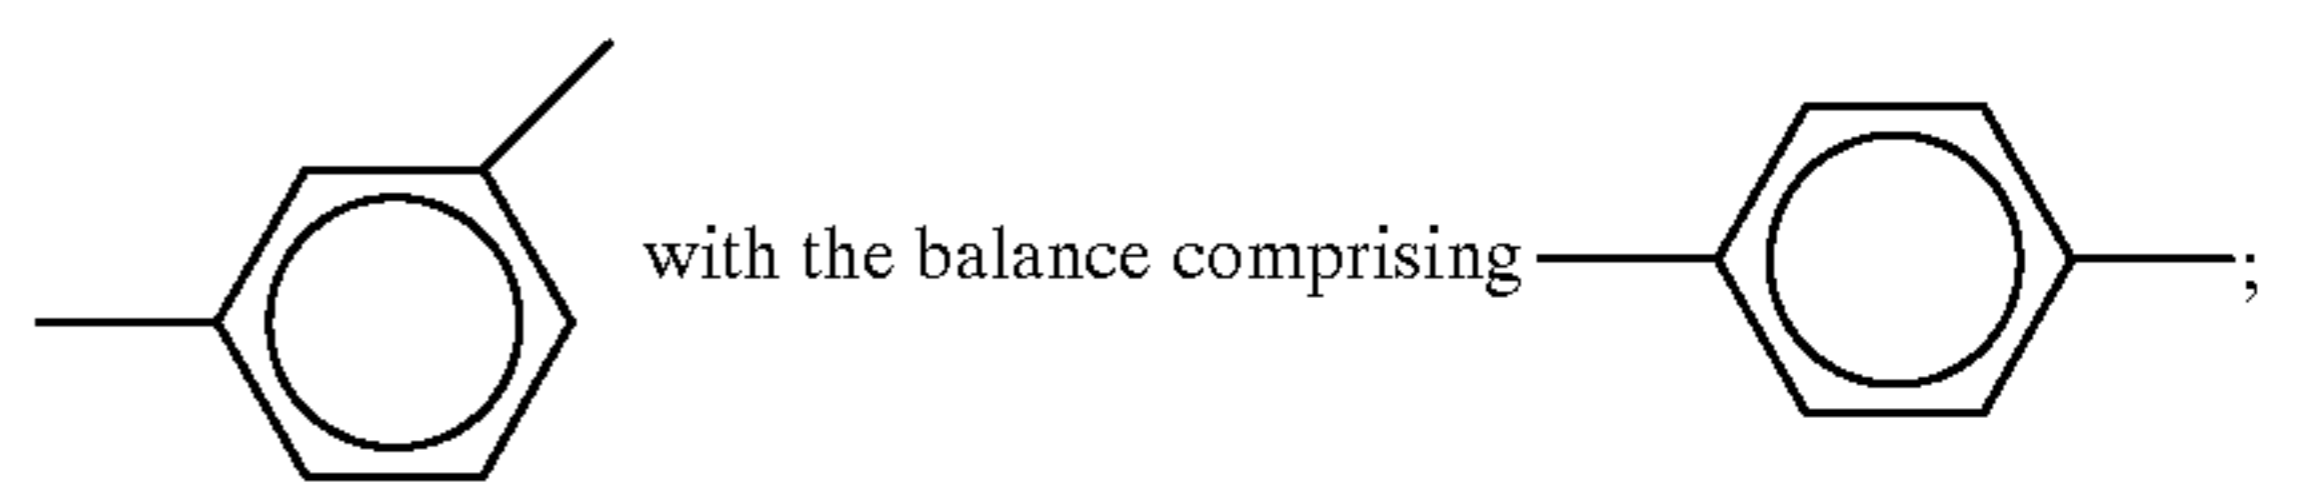 with the balance comprising ;